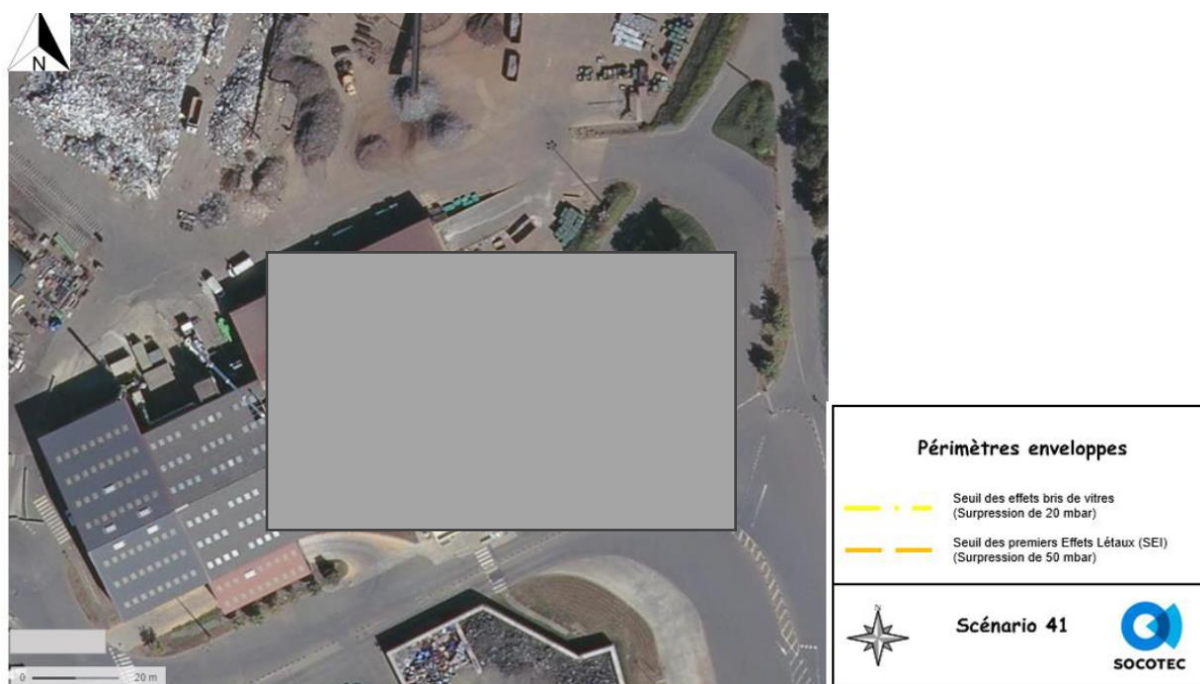 N
0 20 m
Périmètres enveloppes
Seuil des effets bris de vitres
(Surpression de 20 mbar)
Seuil des premiers Effets Létaux (SEI)
(Surpression de 50 mbar)
N
Scénario 41
SOCOTEC